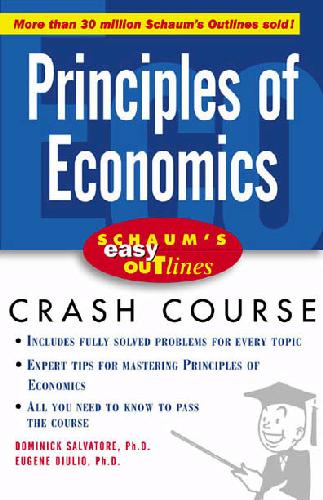 More than 30 million Schaum's Outlines sold!
ECO
Principles of
Economics
SCHAUM'S
easy
OUTlines
CRASH COURSE
• INCLUDES FULLY SOLVED PROBLEMS FOR EVERY TOPIC
• EXPERT TIPS FOR MASTERING PRINCIPLES OF
ECONOMICS
• ALL YOU NEED TO KNOW TO PASS
THE COURSE
DOMINICK SALVATORE, Ph.D.
EUGENE DIULIO, Ph.D.